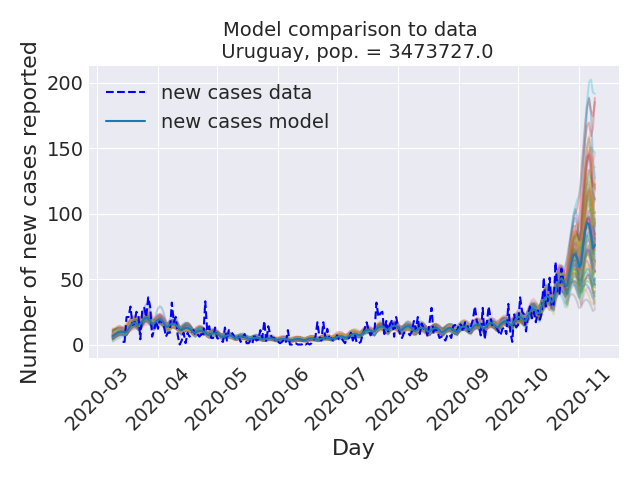 Model comparison to data
Uruguay, pop. = 3473727.0
Number of new cases reported
200
150
100
50
0
new cases data
new cases model
2020-03
2020-04
2020-05
2020-06
2020-07
2020-08
2020-09
2020-10
2020-11
Day